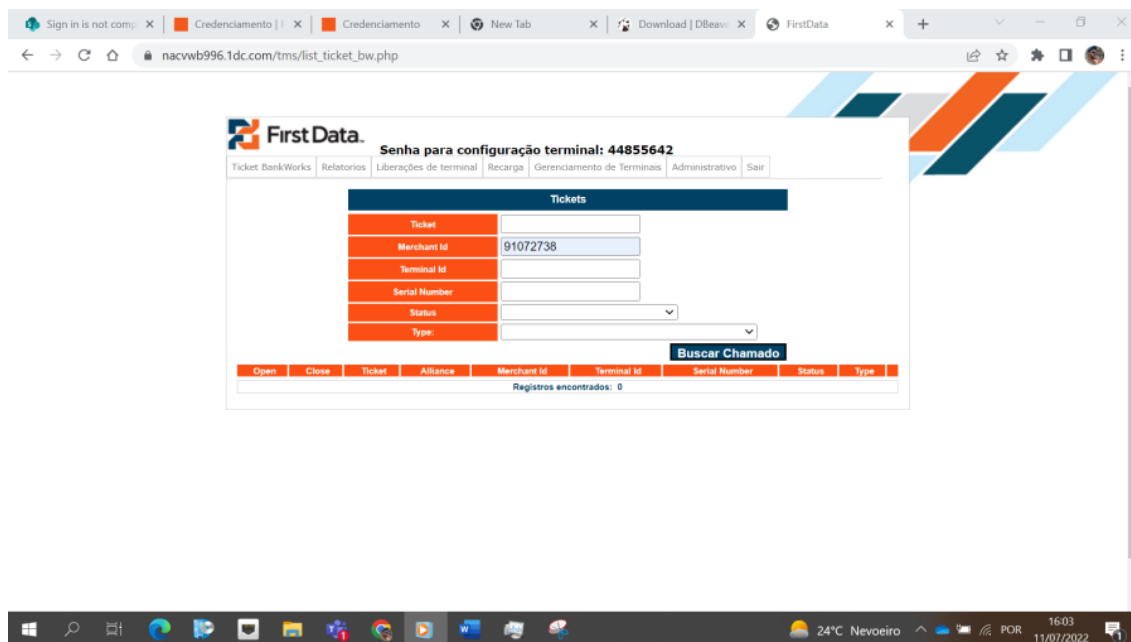 Sign in is not comp
Credenciamento | F
Credenciamento
New Tab
Download | DBeave
FirstData
nacvwb996.1dc.com/tms/list_ticket_bw.php
First Data
Senha para configuração terminal: 44855642
Ticket BankWorks Relatorios Liberações de terminal Recarga Gerenciamento de Terminais Administrativo Sair
Tickets
Ticket
Merchant Id 91072738
Terminal Id
Serial Number
Status
Type:
Buscar Chamado
Open Close Ticket Alliance Merchant Id Terminal Id Serial Number Status Type
Registros encontrados: 0
24°C Nevoeiro POR 16:03
11/07/2022